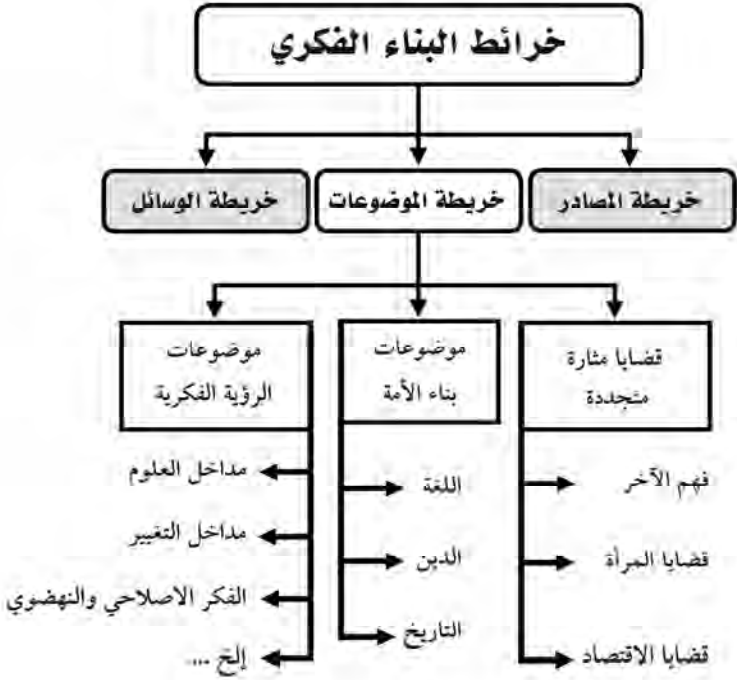 خرائط البناء الفكري
خريطة المصادر
خريطة الموضوعات
خريطة الوسائل
قضايا مثارة
متجددة
فهم الآخر
قضايا المرأة
قضايا الاقتصاد
موضوعات
بناء الأمة
اللغة
الدين
التاريخ
موضوعات
الرؤية الفكرية
مداخل العلوم
مداخل التغيير
الفكر الاصلاحي والنهضوي
إلخ ...